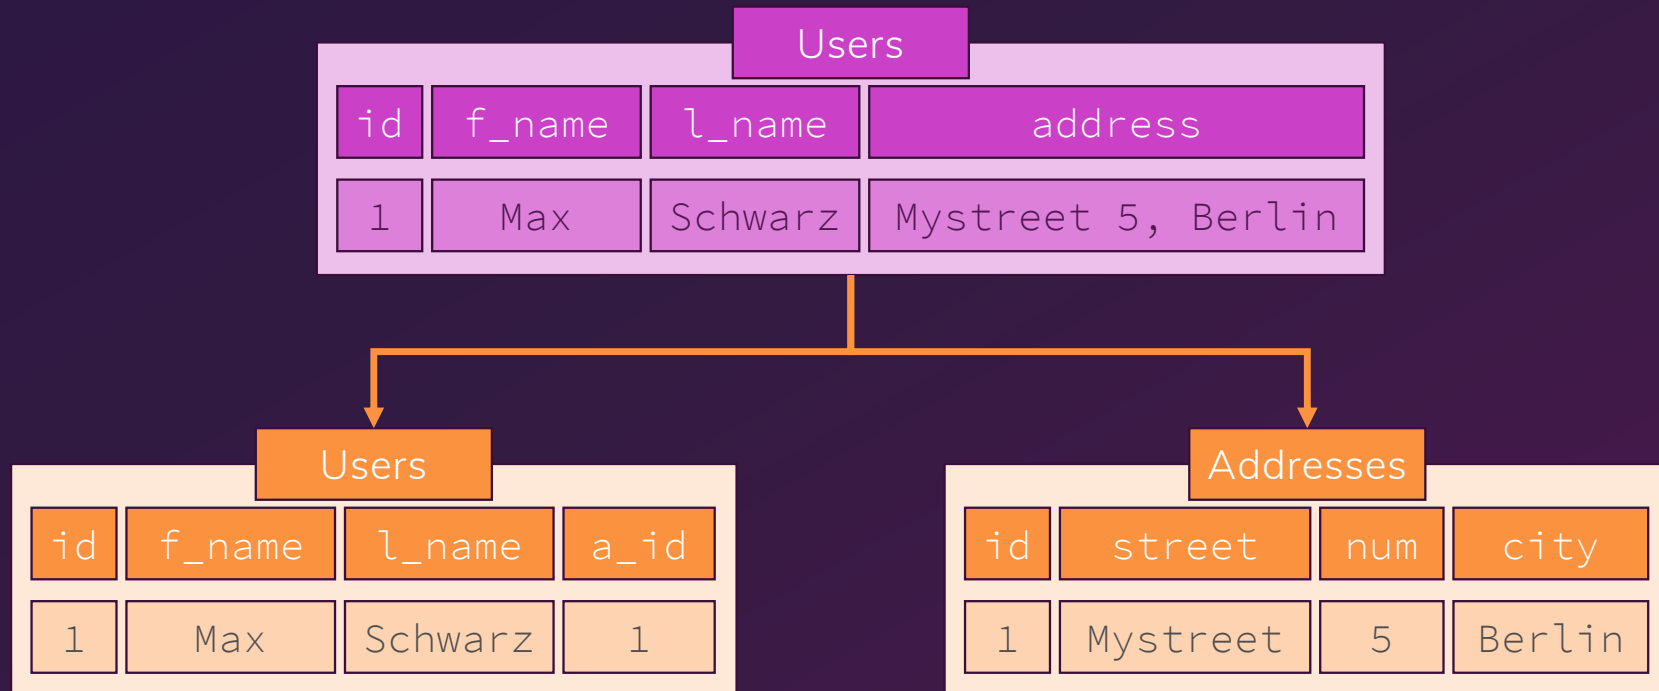 Users
id f_name l_name address
1 Max Schwarz Mystreet 5, Berlin
Users
id f_name l_name a_id
1 Max Schwarz 1
Addresses
id street num city
1 Mystreet 5 Berlin